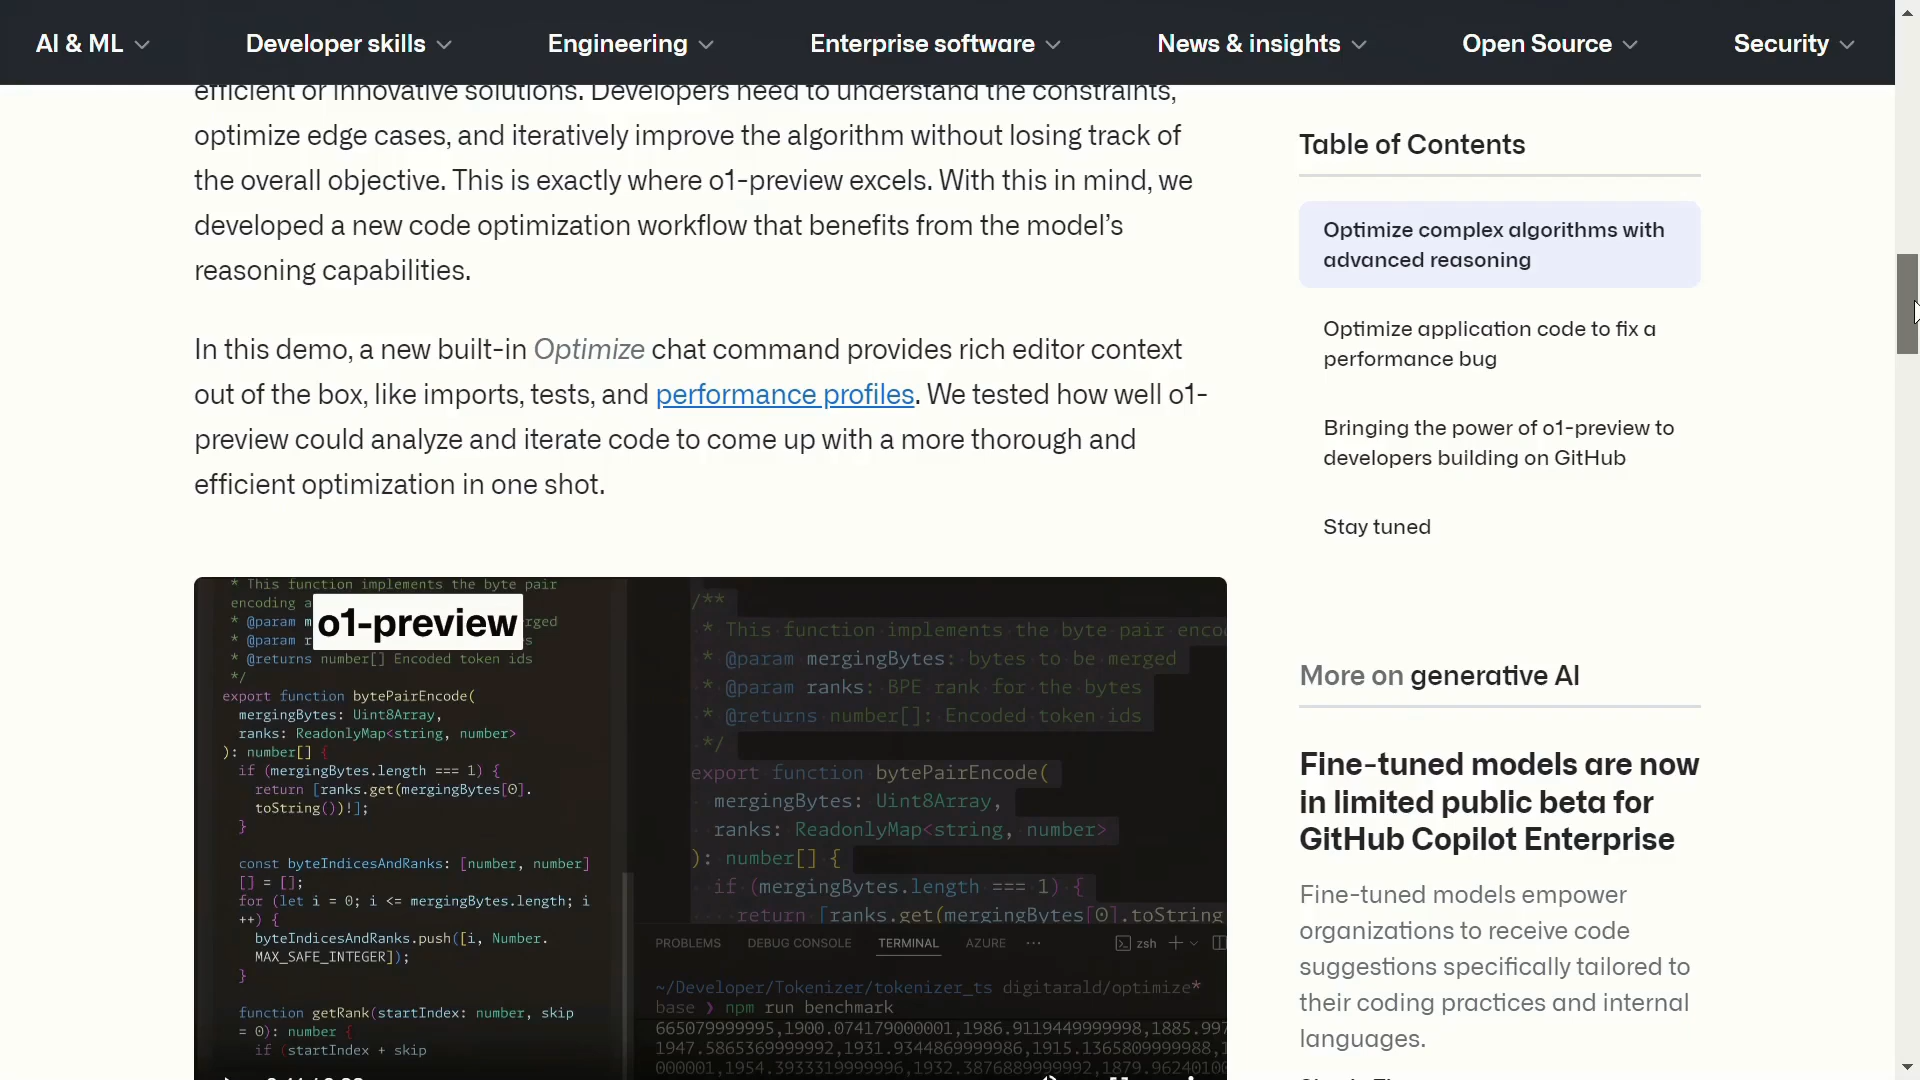 AI & ML
Developer skills
Engineering
Enterprise software
News & insights
Open Source
Security
efficient or innovative solutions. Developers need to understand the constraints,
optimize edge cases, and iteratively improve the algorithm without losing track of
the overall objective. This is exactly where o1-preview excels. With this in mind, we
developed a new code optimization workflow that benefits from the model’s
reasoning capabilities.
In this demo, a new built-in Optimize chat command provides rich editor context
out of the box, like imports, tests, and performance profiles. We tested how well o1-
preview could analyze and iterate code to come up with a more thorough and
efficient optimization in one shot.
* This function implements the byte pair
encoding a
* @param m rged
* @param r s
* @returns number[] Encoded token ids
*/
export function bytePairEncode(
mergingBytes: Uint8Array,
ranks: ReadonlyMap<string, number>
): number[] {
if (mergingBytes.length === 1) {
return [ranks.get(mergingBytes[0].
toString())!];
}
const byteIndicesAndRanks: [number, number]
[] = [];
for (let i = 0; i <= mergingBytes.length; i
++) {
byteIndicesAndRanks.push([i, Number.
MAX_SAFE_INTEGER]);
}
function getRank(startIndex: number, skip
= 0): number {
if (startIndex + skip
o1-preview
/**
* This function implements the byte pair enco
* @param mergingBytes: bytes to be merged
* @param ranks: BPE rank for the bytes
* @returns number[]: Encoded token ids
*/
export function bytePairEncode(
mergingBytes: Uint8Array,
ranks: ReadonlyMap<string, number>
): number[] {
if (mergingBytes.length === 1) {
return [ranks.get(mergingBytes[0].toString
PROBLEMS DEBUG CONSOLE TERMINAL AZURE ··· zsh
~/Developer/Tokenizer/tokenizer_ts digitarald/optimize*
base ❯ npm run benchmark
665079999995,1900.074179000001,1986.9119449999998,1885.997
1947.5865369999992,1931.9344869999986,1915.1365809999988,1
000001,1954.3933319999996,1932.3876889999992,1879.96240100
Table of Contents
Optimize complex algorithms with
advanced reasoning
Optimize application code to fix a
performance bug
Bringing the power of o1-preview to
developers building on GitHub
Stay tuned
More on generative AI
Fine-tuned models are now
in limited public beta for
GitHub Copilot Enterprise
Fine-tuned models empower
organizations to receive code
suggestions specifically tailored to
their coding practices and internal
languages.